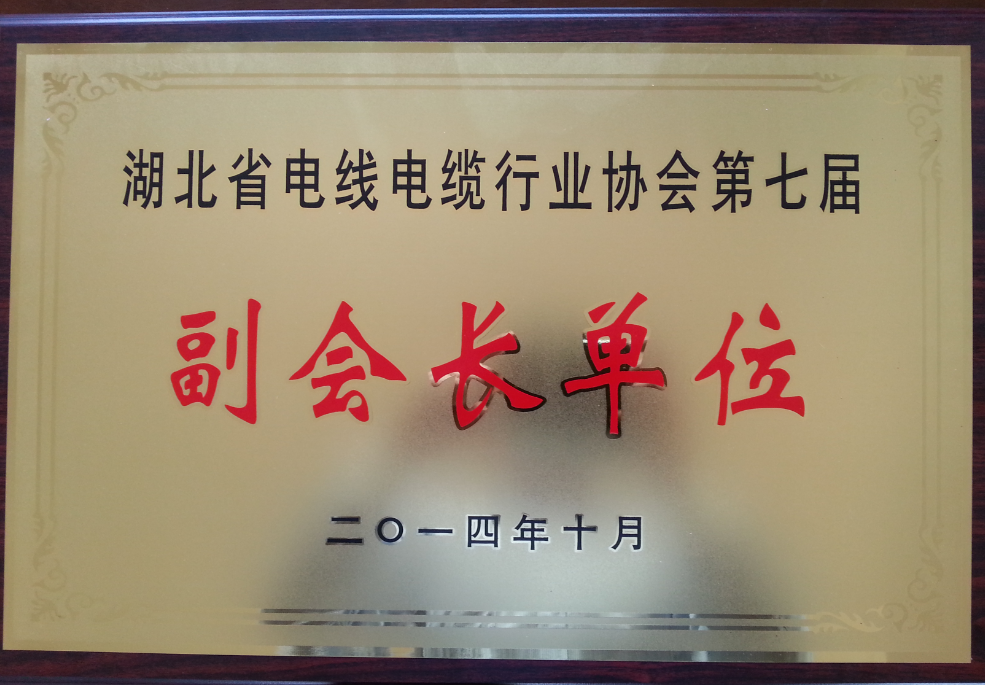 湖北省电线电缆行业协会第七届
副会长单位
二〇一四年十月